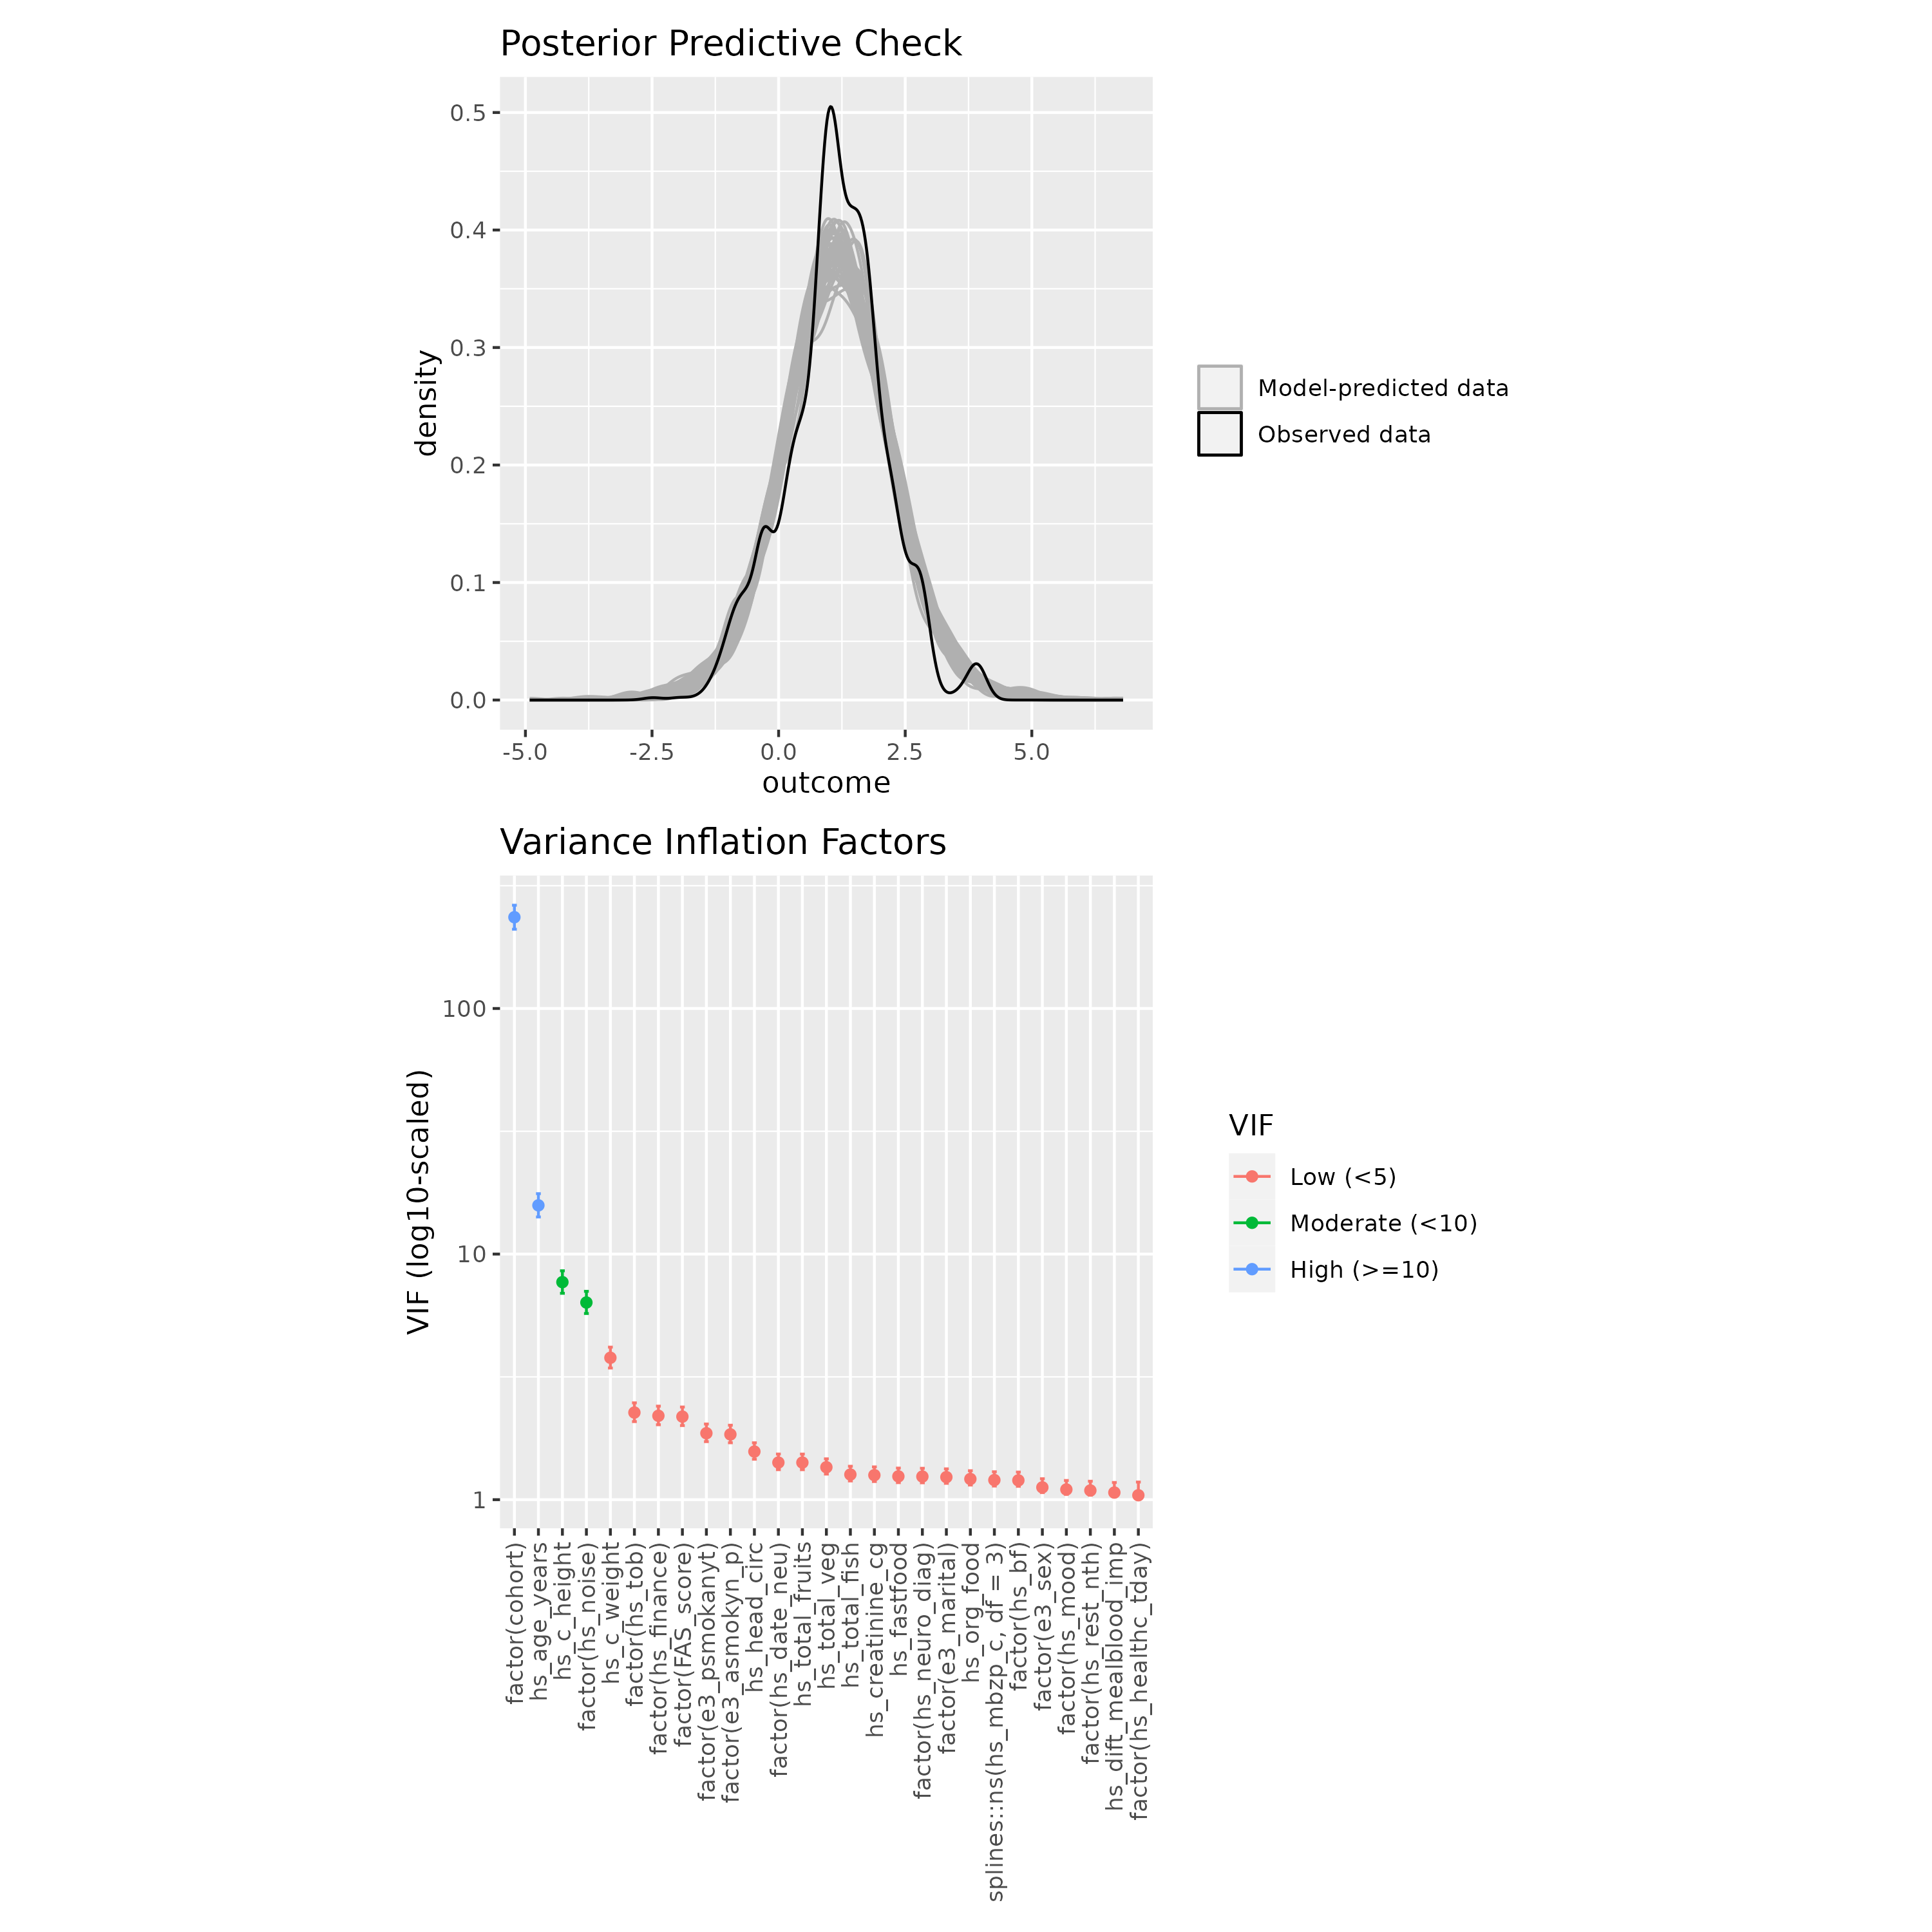 Posterior Predictive Check
0.5
0.4
0.3
0.2
0.1
0.0
density
-5.0 -2.5 0.0 2.5 5.0
outcome
Model-predicted data
Observed data
Variance Inflation Factors
100
10
1
VIF (log10-scaled)
factor(cohort)
hs_age_years
hs_c_height
factor(hs_noise)
hs_c_weight
factor(hs_tob)
factor(hs_finance)
factor(FAS_score)
factor(e3_psmokanyt)
factor(e3_asmokyn_p)
hs_head_circ
factor(hs_date_neu)
hs_total_fruits
hs_total_veg
hs_total_fish
hs_creatinine_cg
hs_fastfood
factor(hs_neuro_diag)
factor(e3_marital)
hs_org_food
splines::ns(hs_mbzp_c, df = 3)
factor(hs_bf)
factor(e3_sex)
factor(hs_mood)
factor(hs_rest_nth)
hs_dift_mealblood_imp
factor(hs_healthc_tday)
VIF
Low (<5)
Moderate (<10)
High (>=10)